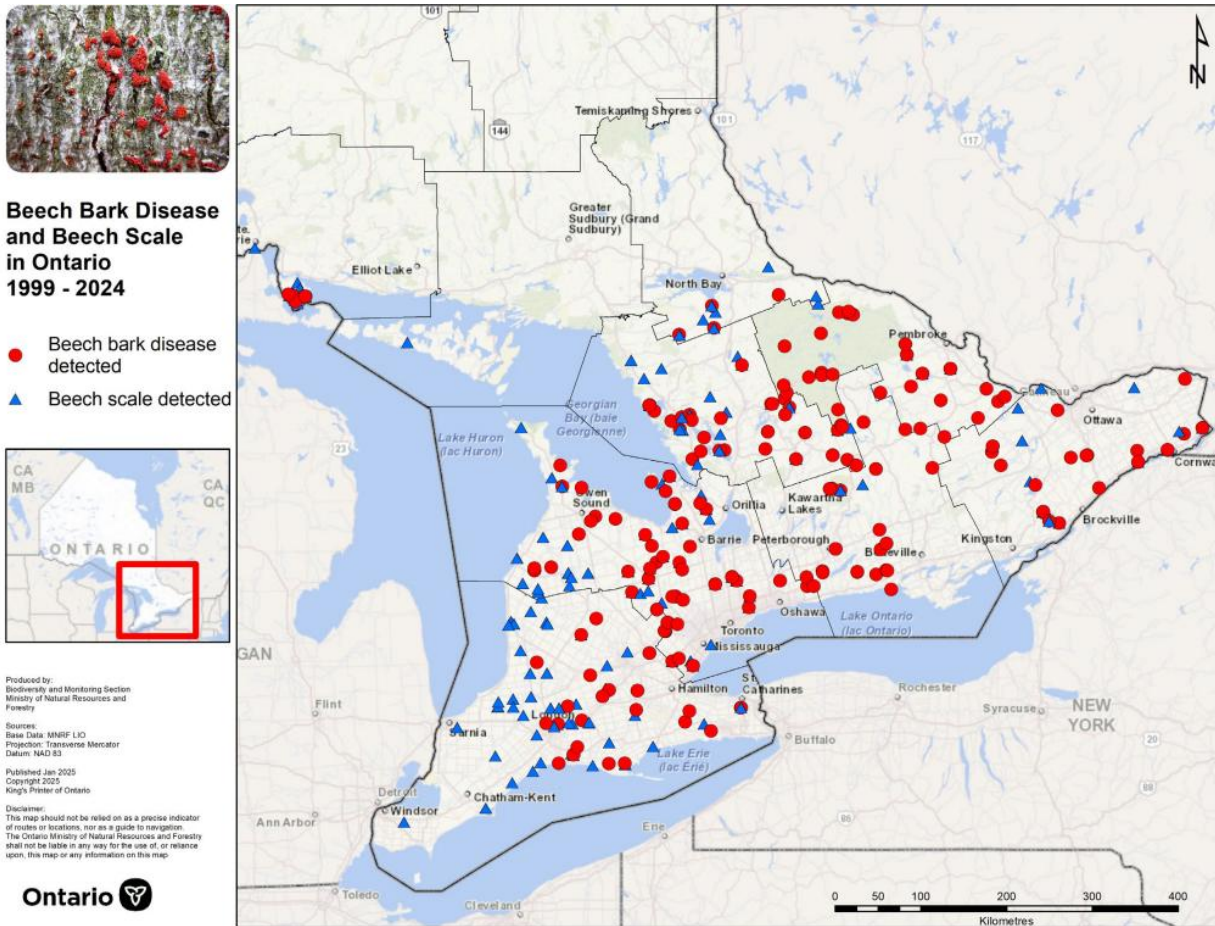 Beech Bark Disease
and Beech Scale
in Ontario
1999 - 2024
Beech bark disease
detected
Beech scale detected
CA
MB
CA
QC
ONTARIO
Produced by:
Biodiversity and Monitoring Section
Ministry of Natural Resources and
Forestry
Sources:
Base Data: MNRF LIO
Projection: Transverse Mercator
Datum: NAD 83
Published Jan 2025
Copyright 2025
King's Printer of Ontario
Disclaimer:
This map should not be relied on as a precise indicator
of routes or locations, nor as a guide to navigation.
The Ontario Ministry of Natural Resources and Forestry
shall not be liable in any way for the use of, or reliance
upon, this map or any information on this map
Ontario
101
N
Temiskaming Shores
101
144
117
Greater
Sudbury (Grand
Sudbury)
Elliot Lake
North Bay
Pembroke
Georgian
Bay (baie
Georgienne)
Ottawa
Lake Huron
(lac Huron)
23
Owen
Sound
Orillia
Kawartha
Lakes
Brockville
Barrie
Peterborough
Kingston
Oshawa
Lake Ontario
(lac Ontario)
Toronto
Mississauga
GAN
Hamilton
St.
Catharines
Rochester
NEW
YORK
Syracuse
Flint
Sarnia
Buffalo
20
Lake Erie
(lac Érié)
Detroit
Chatham-Kent
Windsor
Ann Arbor
Erie
86
88
Toledo
Cleveland
0
50
100
200
300
400
Kilometres